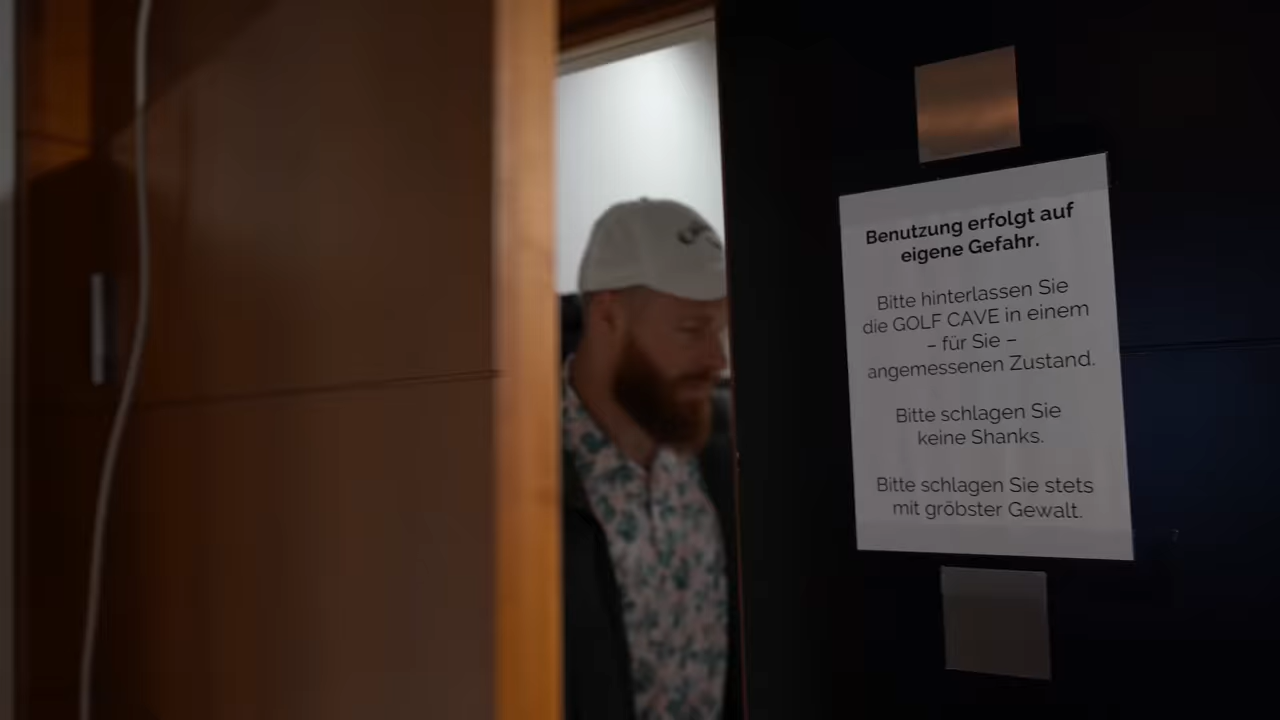 Benutzung erfolgt auf
eigene Gefahr.
Bitte hinterlassen Sie
die GOLF CAVE in einem
– für Sie –
angemessenen Zustand.
Bitte schlagen Sie
keine Shanks.
Bitte schlagen Sie stets
mit gröbster Gewalt.